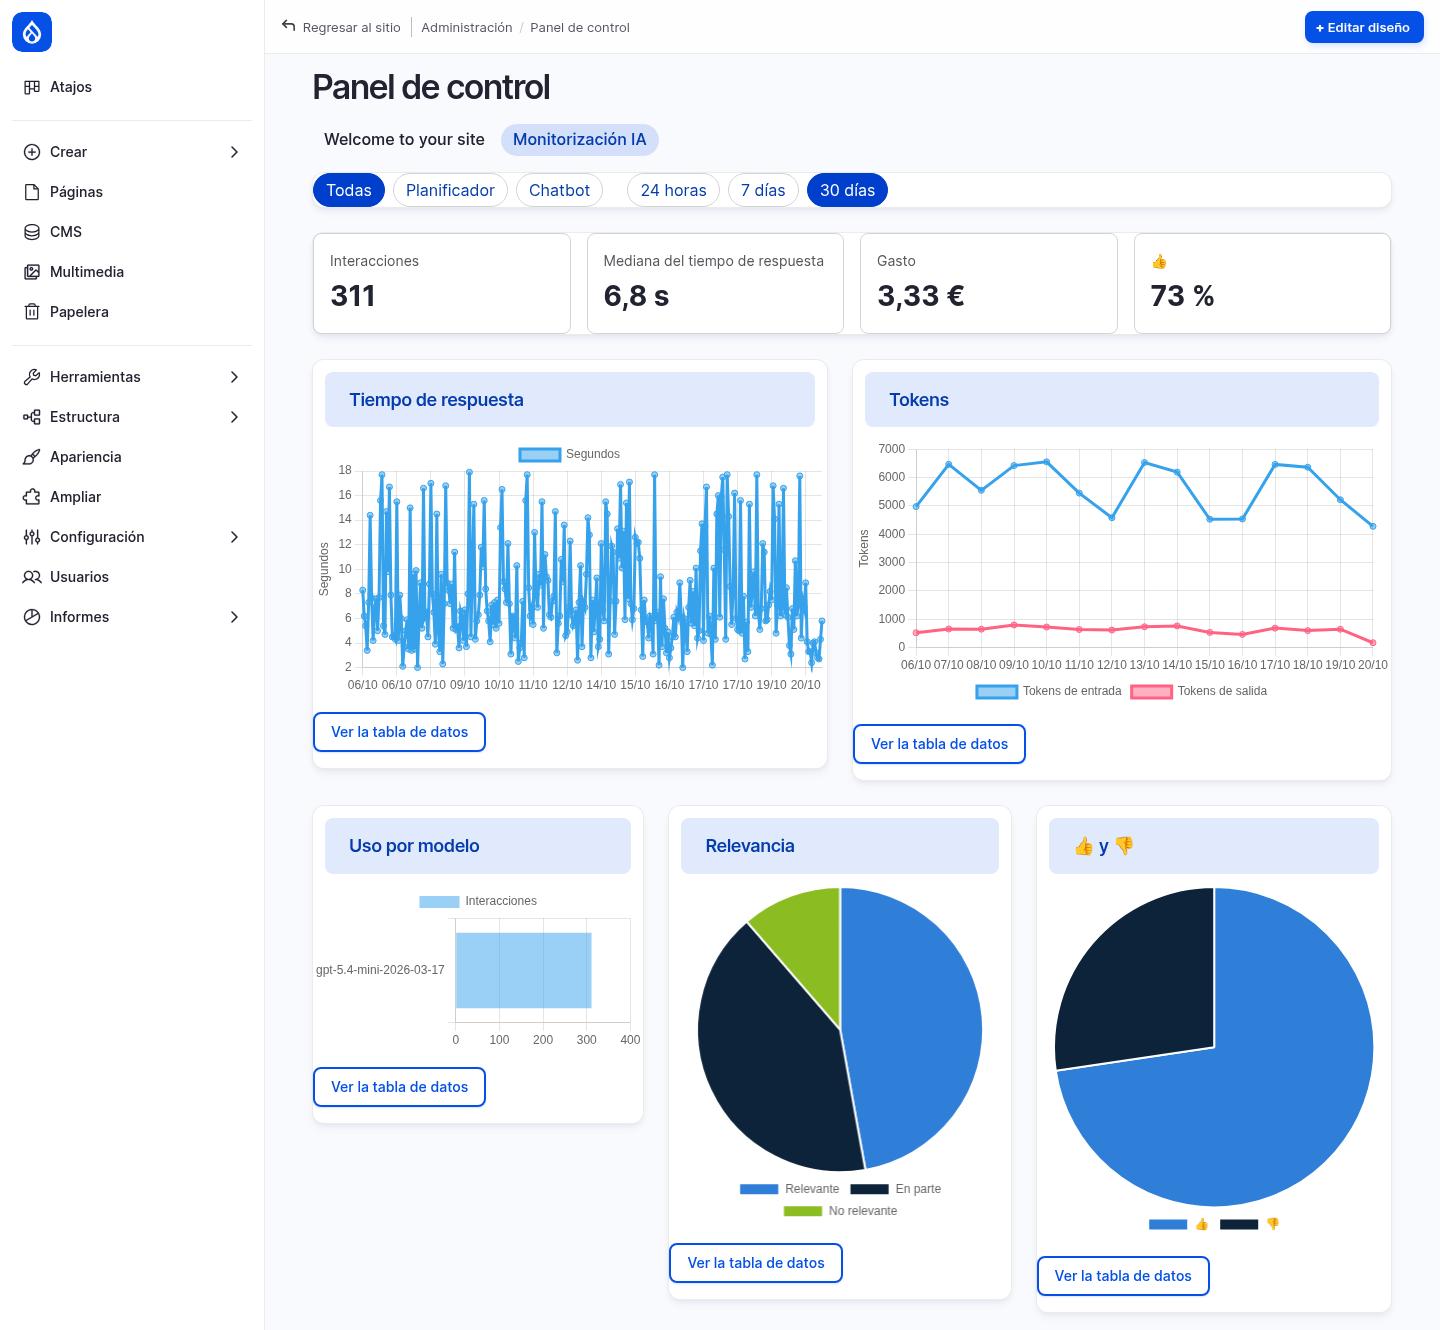 Regresar al sitio
Administración / Panel de control
+ Editar diseño
Atajos
Crear
Páginas
CMS
Multimedia
Papelera
Herramientas
Estructura
Apariencia
Ampliar
Configuración
Usuarios
Informes
Panel de control
Welcome to your site
Monitorización IA
Todas
Planificador
Chatbot
24 horas
7 días
30 días
Interacciones
311
Mediana del tiempo de respuesta
6,8 s
Gasto
3,33 €
👍
73 %
Tiempo de respuesta
Segundos
Segundos
18
16
14
12
10
8
6
4
2
06/10 06/10 07/10 09/10 10/10 11/10 12/10 14/10 15/10 16/10 17/10 17/10 19/10 20/10
Ver la tabla de datos
Tokens
Tokens
7000
6000
5000
4000
3000
2000
1000
0
06/10 07/10 08/10 09/10 10/10 11/10 12/10 13/10 14/10 15/10 16/10 17/10 18/10 19/10 20/10
Tokens de entrada
Tokens de salida
Ver la tabla de datos
Uso por modelo
Interacciones
gpt-5.4-mini-2026-03-17
0 100 200 300 400
Ver la tabla de datos
Relevancia
Relevante
En parte
No relevante
Ver la tabla de datos
👍 y 👎
👍
👎
Ver la tabla de datos